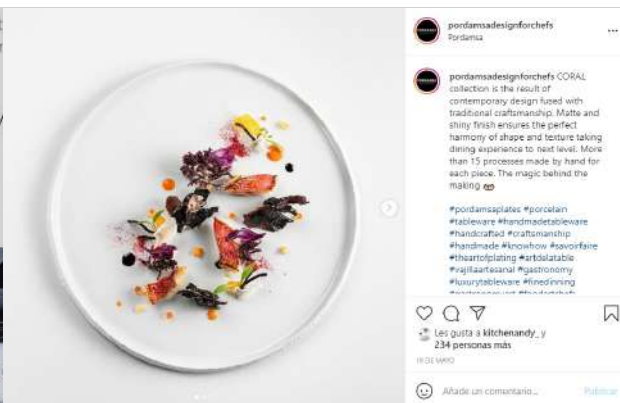 pordamsadesignforchefs
Pordamsa
pordamsadesignforchefs CORAL
collection is the result of
contemporary design fused with
traditional craftsmanship. Matte and
shiny finish ensures the perfect
harmony of shape and texture taking
dining experience to next level. More
than 15 processes made by hand for
each piece. The magic behind the
making
#pordamsaplates #porcelain
#tableware #handmadetableware
#handcrafted #craftsmanship
#handmade #knowhow #savoirfaire
#theartofplating #artdelatable
#vajillaartesanal #gastronomy
#luxurytableware #finedinning
Les gusta a kitchenandy_ y
234 personas más
19 DE MAYO
Añade un comentario...
Publicar